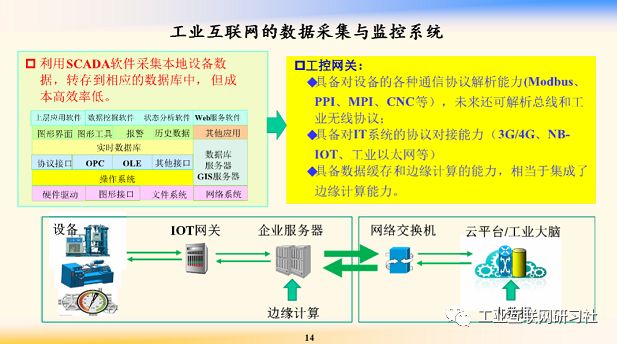 工业互联网的数据采集与监控系统
利用SCADA软件采集本地设备数
据，转存到相应的数据库中，但成
本高效率低。
上层应用软件 数据挖掘软件 状态分析软件 Web服务软件
图形界面 图形工具 报警 历史数据 其他应用
实时数据库
数据库
服务器
GIS服务器
协议接口 OPC OLE 其他接口
操作系统
硬件驱动 图形接口 文件系统 网络系统
工控网关：
具备对设备的各种通信协议解析能力(Modbus、
PPI、MPI、CNC等)，未来还可解析总线和工
业无线协议；
具备对IT系统的协议对接能力（3G/4G、NB-
IOT、工业以太网等）
具备数据缓存和边缘计算的能力，相当于集成了
边缘计算能力。
设备 IOT网关 企业服务器 网络交换机 云平台/工业大脑
边缘计算
工业互联网研习社
14